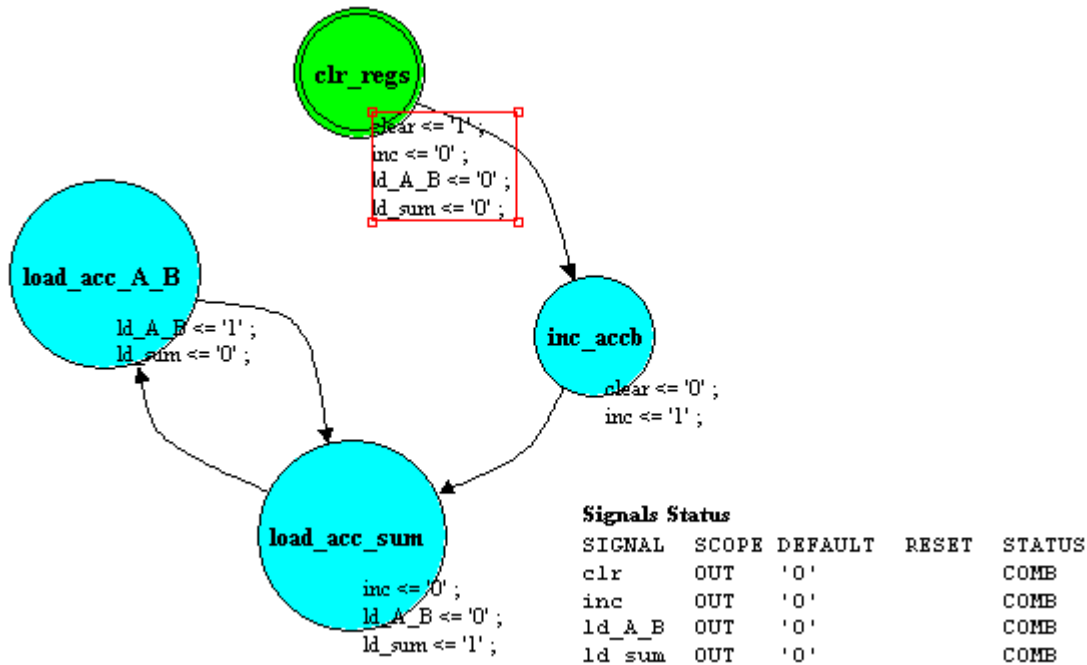 clr_regs
clear <= '1' ;
inc <= '0' ;
ld_A_B <= '0' ;
ld_sum <= '0' ;
load_acc_A_B
ld_A_B <= '1' ;
ld_sum <= '0' ;
inc_accb
clear <= '0' ;
inc <= '1' ;
load_acc_sum
inc <= '0' ;
ld_A_B <= '0' ;
ld_sum <= '1' ;
Signals Status
SIGNAL SCOPE DEFAULT RESET STATUS
clr OUT '0' COMB
inc OUT '0' COMB
ld_A_B OUT '0' COMB
ld_sum OUT '0' COMB